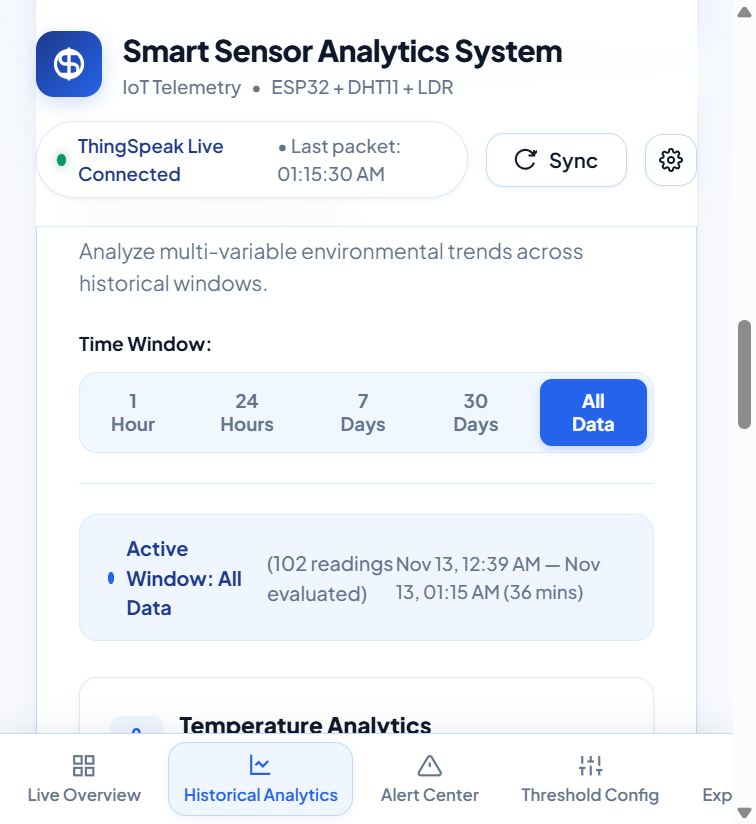 Smart Sensor Analytics System
IoT Telemetry • ESP32 + DHT11 + LDR
ThingSpeak Live
Connected
• Last packet:
01:15:30 AM
Sync
Analyze multi-variable environmental trends across
historical windows.
Time Window:
1
Hour
24
Hours
7
Days
30
Days
All
Data
Active
Window: All
Data
(102 readings
evaluated)
Nov 13, 12:39 AM — Nov
13, 01:15 AM (36 mins)
Temperature Analytics
Live Overview
Historical Analytics
Alert Center
Threshold Config
Exp